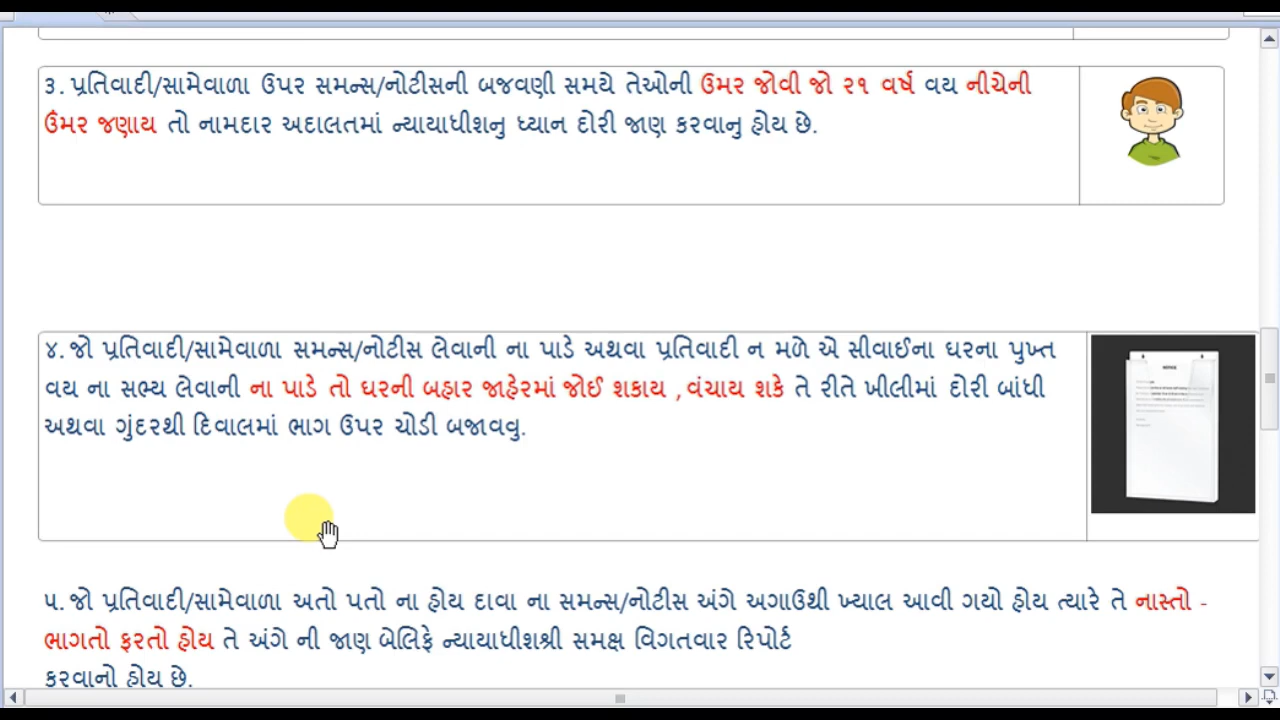 ૩. પ્રતિવાદી/સામેવાળા ઉપર સમન્સ/નોટીસની બજવણી સમયે તેઓની ઉમર જોવી જો ૨૧ વર્ષ વય નીચેની
ઉંમર જણાય તો નામદાર અદાલતમાં ન્યાયાધીશનુ ધ્યાન દોરી જાણ કરવાનુ હોય છે.
૪. જો પ્રતિવાદી/સામેવાળા સમન્સ/નોટીસ લેવાની ના પાડે અથવા પ્રતિવાદી ન મળે એ સીવાઈના ઘરના પુખ્ત
વય ના સભ્ય લેવાની ના પાડે તો ઘરની બહાર જાહેરમાં જોઈ શકાય ,વંચાય શકે તે રીતે ખીલીમાં દોરી બાંધી
અથવા ગુંદરથી દિવાલમાં ભાગ ઉપર ચોડી બજાવવુ.
NOTICE
૫. જો પ્રતિવાદી/સામેવાળા અતો પતો ના હોય દાવા ના સમન્સ/નોટીસ અંગે અગાઉથી ખ્યાલ આવી ગયો હોય ત્યારે તે નાસ્તો -
ભાગતો ફરતો હોય તે અંગે ની જાણ બેલિફે ન્યાયાધીશશ્રી સમક્ષ વિગતવાર રિપોર્ટ
કરવાનો હોય છે.